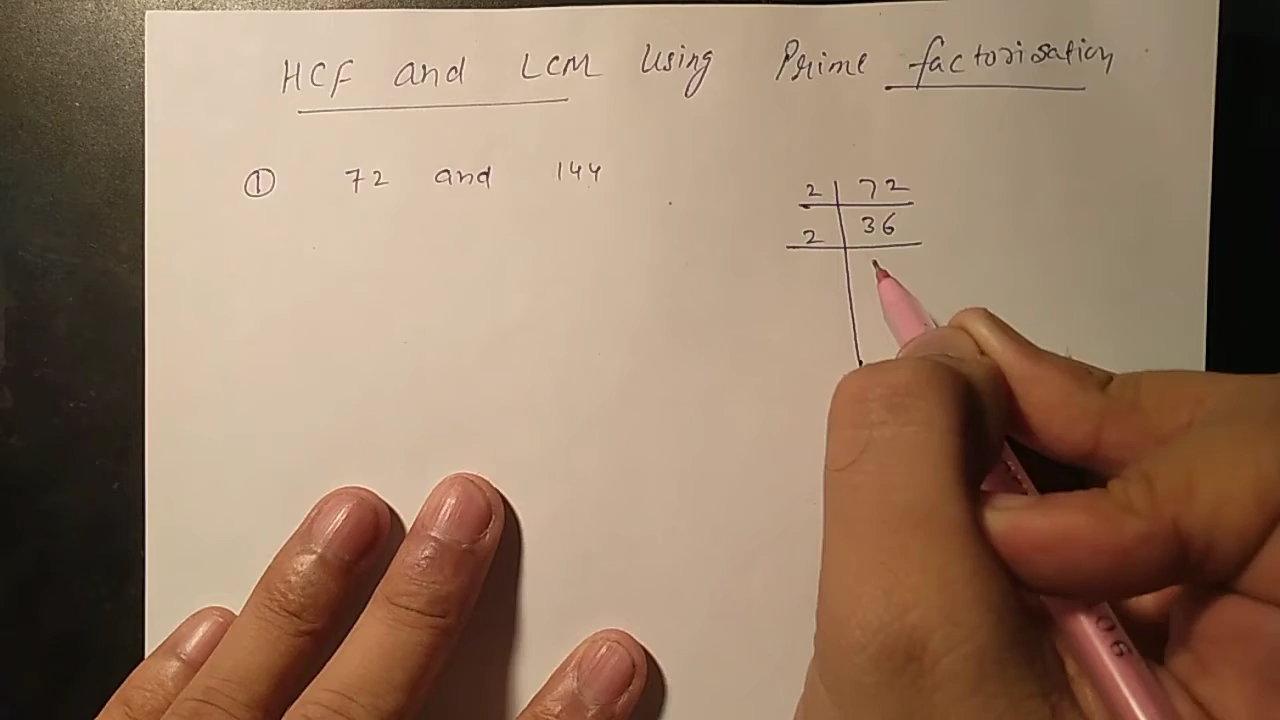 HCF and LCM Using Prime factorisation
① 72 and 144
2 72
2 36